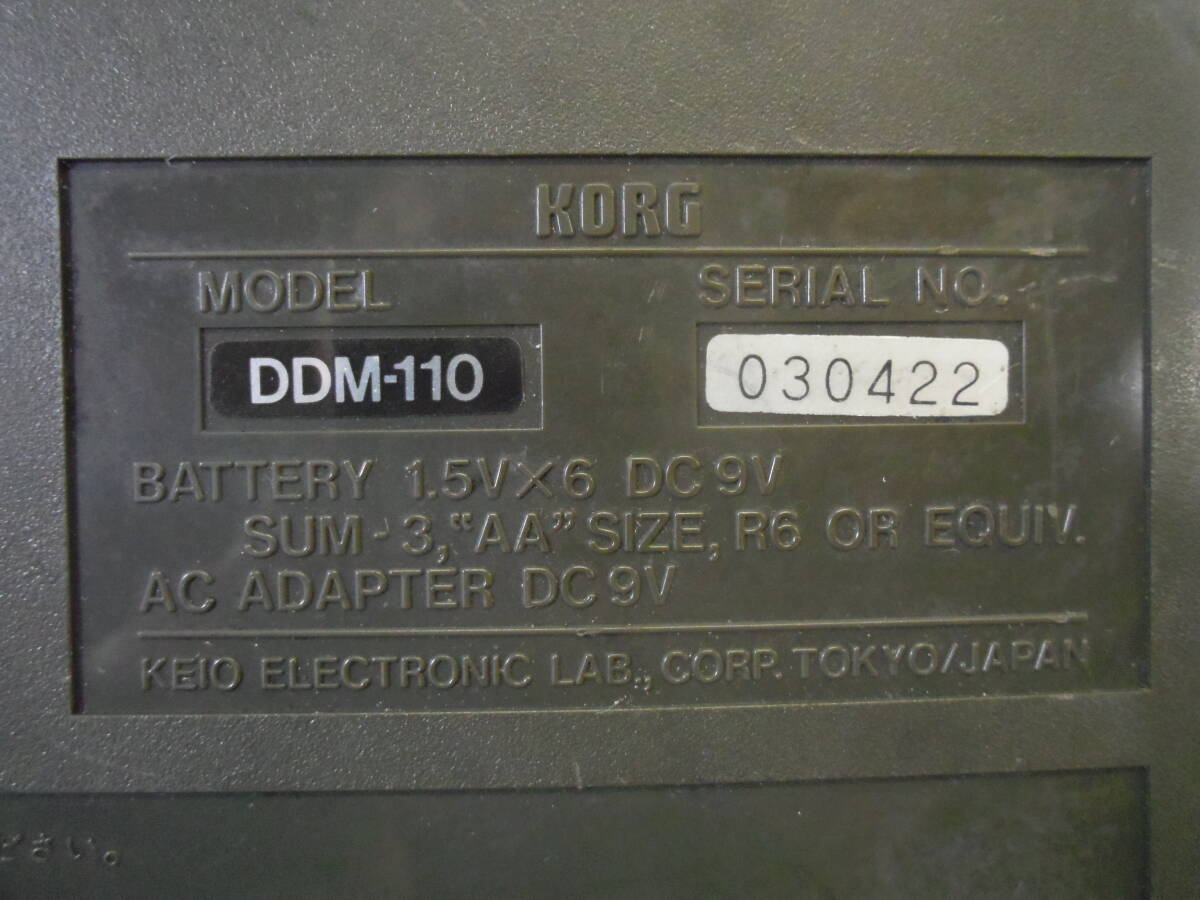 KORG
MODEL SERIAL NO.
DDM-110 030422
BATTERY 1.5V×6 DC 9V
SUM-3, "AA" SIZE, R6 OR EQUIV.
AC ADAPTER DC 9V
KEIO ELECTRONIC LAB., CORP. TOKYO/JAPAN
ださい。